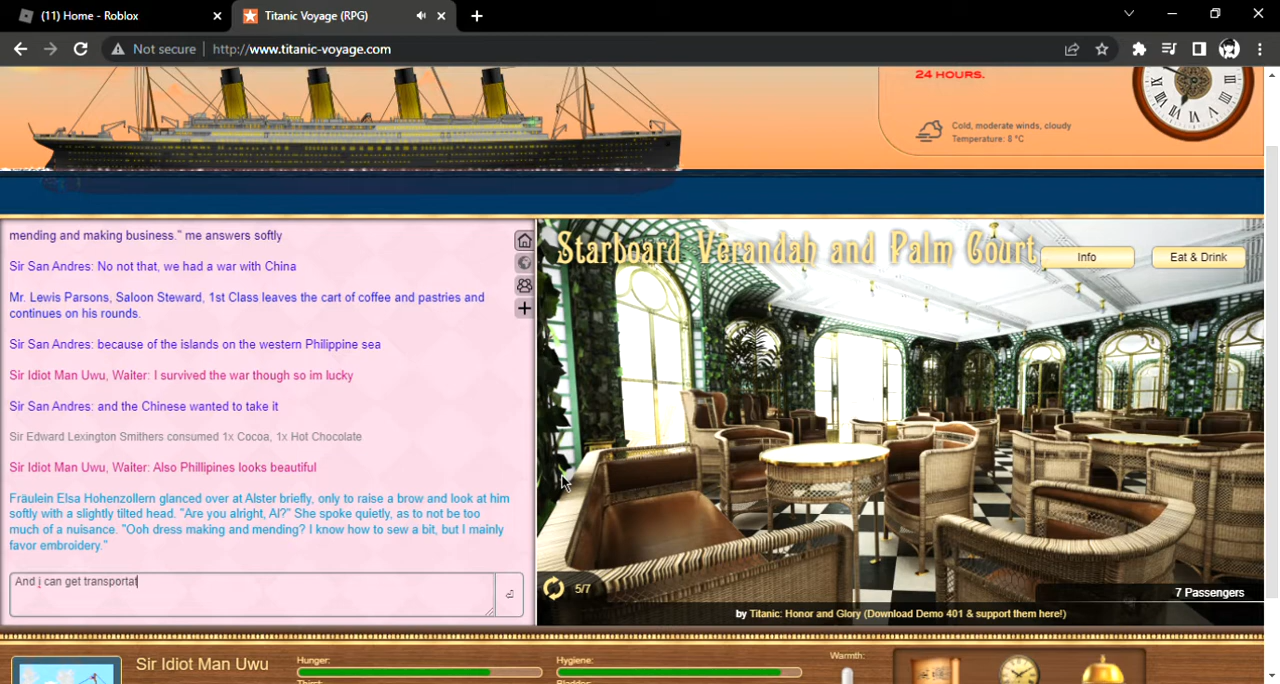 (11) Home - Roblox
Titanic Voyage (RPG)
Not secure
http://www.titanic-voyage.com
24 HOURS.
Cold, moderate winds, cloudy
Temperature: 8 °C
mending and making business." me answers softly
Sir San Andres: No not that, we had a war with China
Mr. Lewis Parsons, Saloon Steward, 1st Class leaves the cart of coffee and pastries and
continues on his rounds.
Sir San Andres: because of the islands on the western Philippine sea
Sir Idiot Man Uwu, Waiter: I survived the war though so im lucky
Sir San Andres: and the Chinese wanted to take it
Sir Edward Lexington Smithers consumed 1x Cocoa, 1x Hot Chocolate
Sir Idiot Man Uwu, Waiter: Also Phillipines looks beautiful
Fräulein Elsa Hohenzollern glanced over at Alster briefly, only to raise a brow and look at him
softly with a slightly tilted head. "Are you alright, Al?" She spoke quietly, as to not be too
much of a nuisance. "Ooh dress making and mending? I know how to sew a bit, but I mainly
favor embroidery."
And i can get transportat
Starboard Verandah and Palm Court
Info
Eat & Drink
5/7
7 Passengers
by Titanic: Honor and Glory (Download Demo 401 & support them here!)
Sir Idiot Man Uwu
Hunger:
Hygiene:
Warmth: